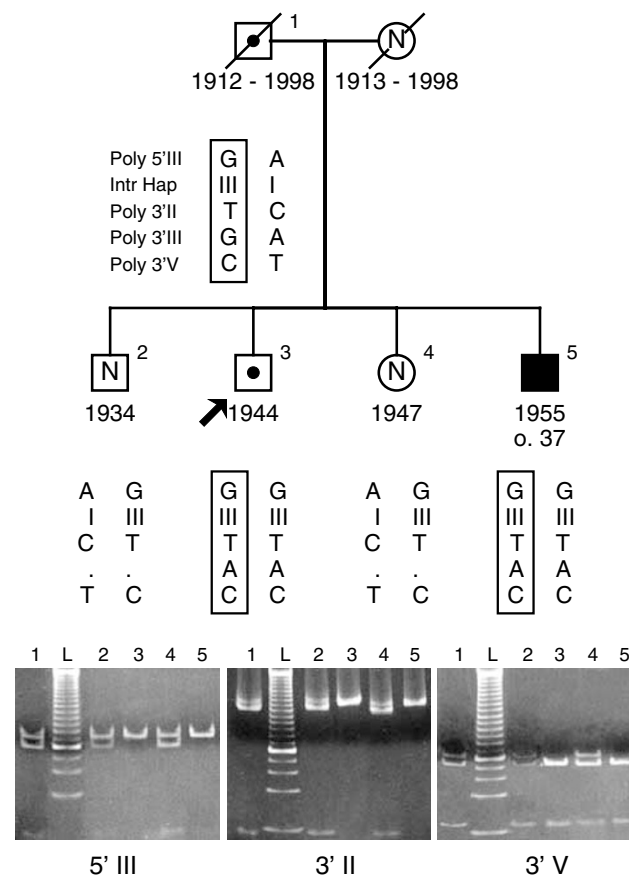 1
N
1912 - 1998 1913 - 1998
Poly 5'III G A
Intr Hap III I
Poly 3'II T C
Poly 3'III G A
Poly 3'V C T
2 3 4 5
N N
1934 1944 1947 1955
o. 37
A G G G A G G G
I III III III I III III III
C T T T C T T T
. . A A . . A A
T C C C T C C C
1 L 2 3 4 5 1 L 2 3 4 5 1 L 2 3 4 5
5' III 3' II 3' V